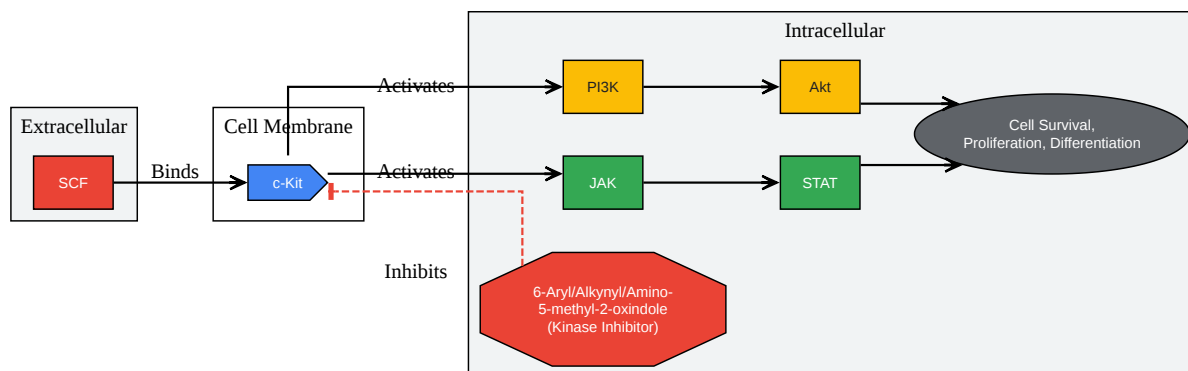 Intracellular
Activates
PI3K
Akt
Extracellular
Cell Membrane
Cell Survival,
Proliferation, Differentiation
SCF
Binds
c-Kit
Activates
JAK
STAT
Inhibits
6-Aryl/Alkynyl/Amino-
5-methyl-2-oxindole
(Kinase Inhibitor)